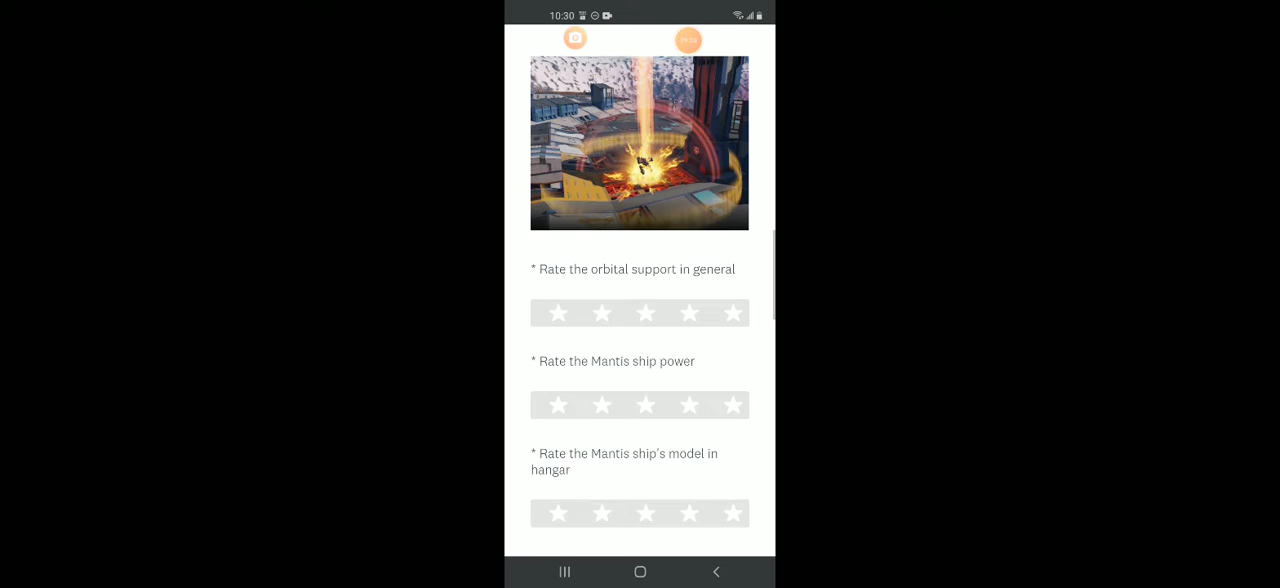 10:30
* Rate the orbital support in general
* Rate the Mantis ship power
* Rate the Mantis ship's model in
hangar